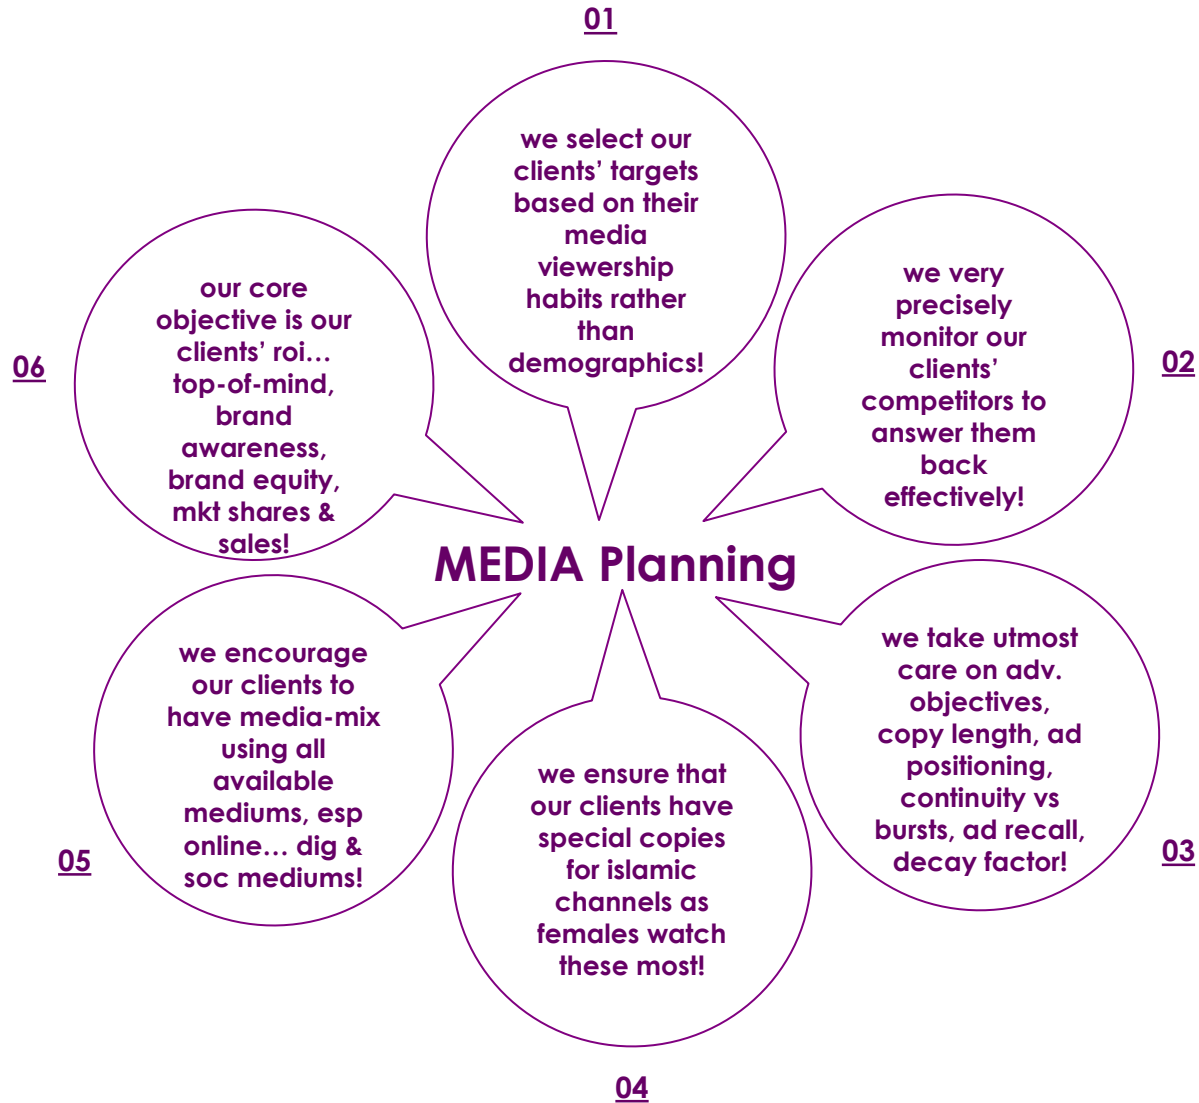 01
we select our
clients’ targets
based on their
media
viewership
habits rather
than
demographics!
02
we very
precisely
monitor our
clients’
competitors to
answer them
back
effectively!
06
our core
objective is our
clients’ roi…
top-of-mind,
brand
awareness,
brand equity,
mkt shares &
sales!
MEDIA Planning
03
we take utmost
care on adv.
objectives,
copy length, ad
positioning,
continuity vs
bursts, ad recall,
decay factor!
05
we encourage
our clients to
have media-mix
using all
available
mediums, esp
online… dig &
soc mediums!
we ensure that
our clients have
special copies
for islamic
channels as
females watch
these most!
04